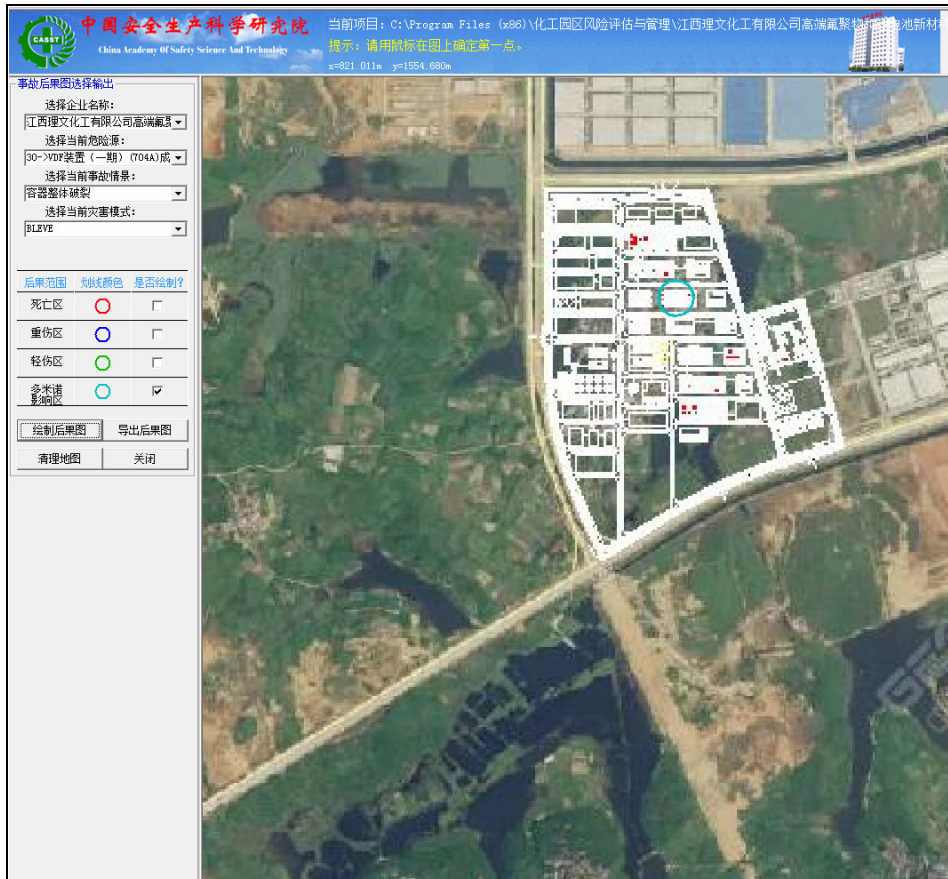 CASST
中国安全生产科学研究院
China Academy Of Safety Science And Technology
当前项目: C:\Program Files (x86)\化工园区风险评估与管理\江西理文化工有限公司高端氟聚
电池新材
提示: 请用鼠标在图上确定第一点。
x=821.011m y=1554.680m
事故后果图选择输出
选择企业名称:
江西理文化工有限公司高端氟
选择当前危险源:
30->VDF装置（一期）(704A)成
选择当前事故情景:
容器整体破裂
选择当前灾害模式:
BLEVE
后果范围 划线颜色 是否绘制?
死亡区
重伤区
轻伤区
多米诺
影响区
绘制后果图 导出后果图
清理地图 关闭